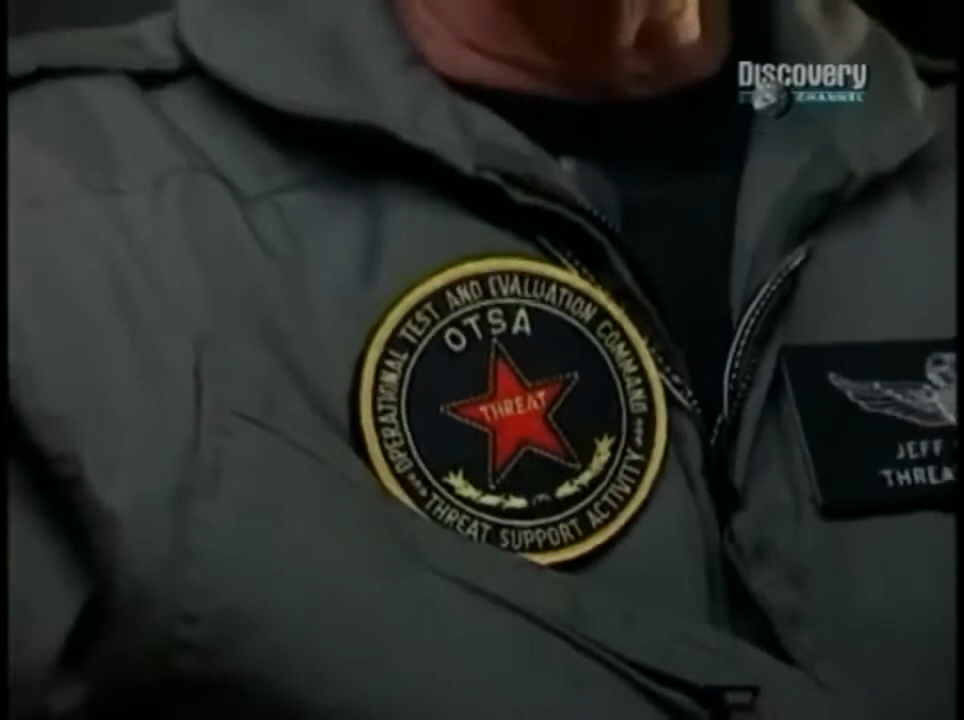 Discovery
CHANNEL
OPERATIONAL TEST AND EVALUATION COMMAND
OTSA
THREAT
THREAT SUPPORT ACTIVITY
JEFF
THREA